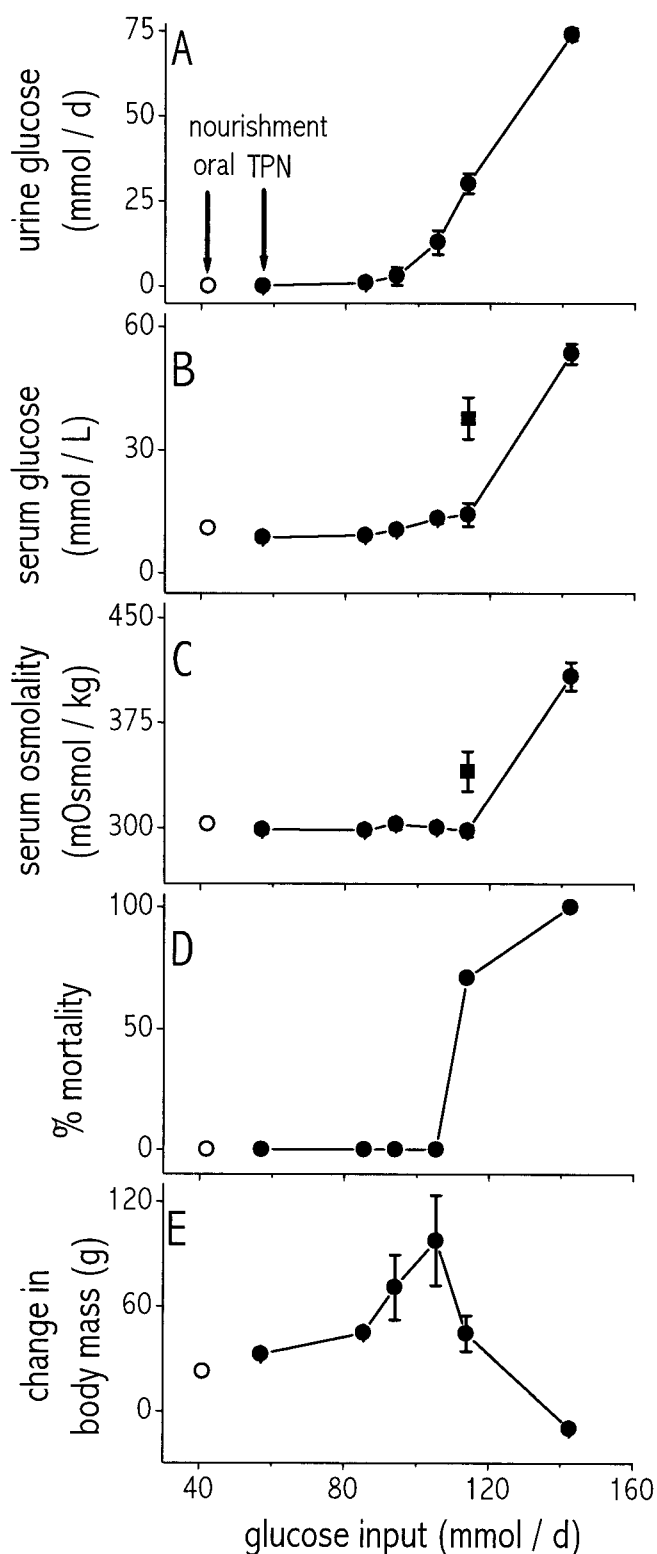 A
75
50
25
0
urine glucose
(mmol / d)
nourishment
oral TPN
B
60
30
0
serum glucose
(mmol / L)
C
450
375
300
serum osmolality
(mOsmol / kg)
D
100
50
0
% mortality
E
120
60
0
change in
body mass (g)
40 80 120 160
glucose input (mmol / d)